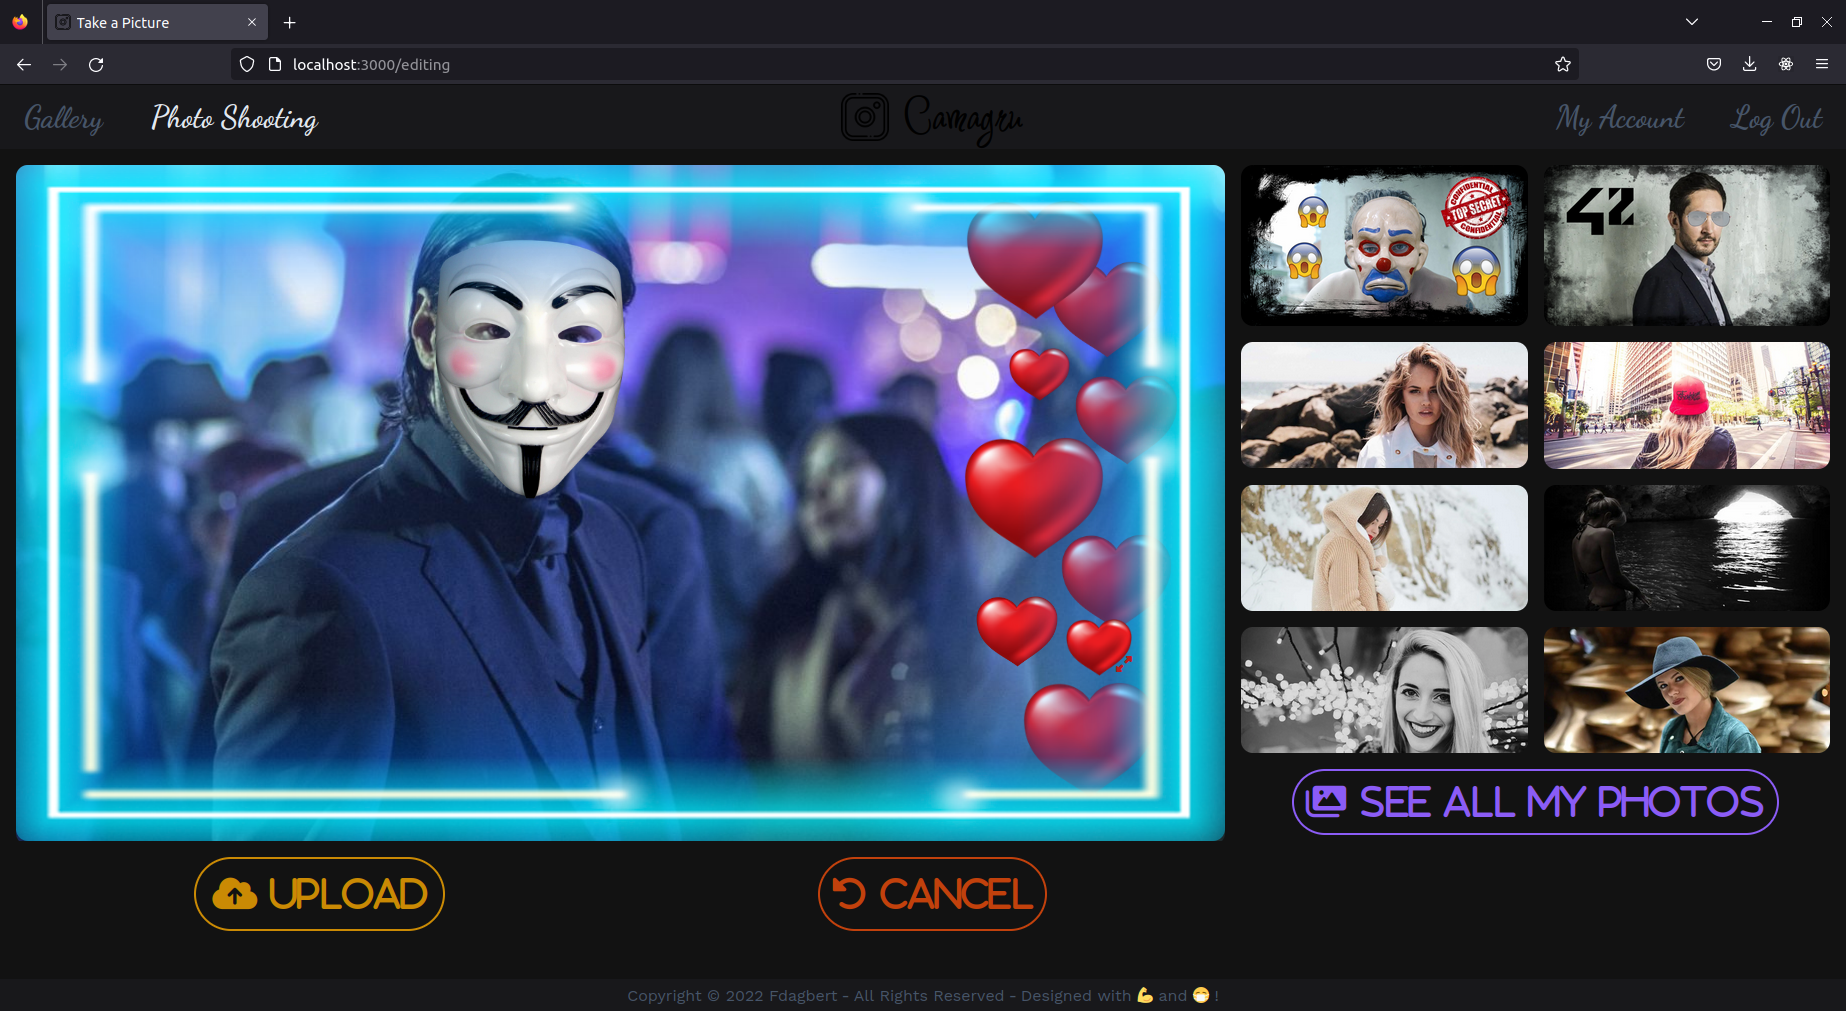 Take a Picture
localhost:3000/editing
Gallery
Photo Shooting
Camagru
My Account
Log Out
CONFIDENTIAL
TOP SECRET
CONFIDENTIAL
42
SEE ALL MY PHOTOS
UPLOAD
CANCEL
Copyright © 2022 Fdagbert - All Rights Reserved - Designed with 💪 and 😷 !